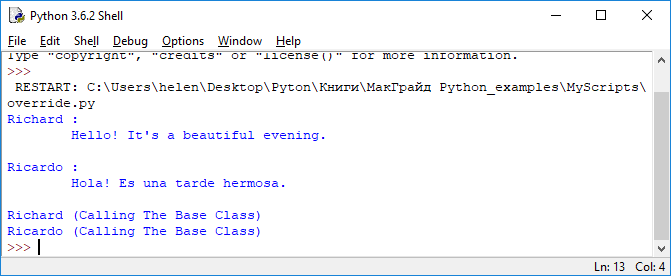 Python 3.6.2 Shell
File Edit Shell Debug Options Window Help
Type "copyright", "credits" or "license()" for more information.
>>>
 RESTART: C:\Users\helen\Desktop\Pyton\Книги\МакГрайд Python_examples\MyScripts\
override.py
Richard :
        Hello! It's a beautiful evening.

Ricardo :
        Hola! Es una tarde hermosa.

Richard (Calling The Base Class)
Ricardo (Calling The Base Class)
>>>
Ln: 13 Col: 4